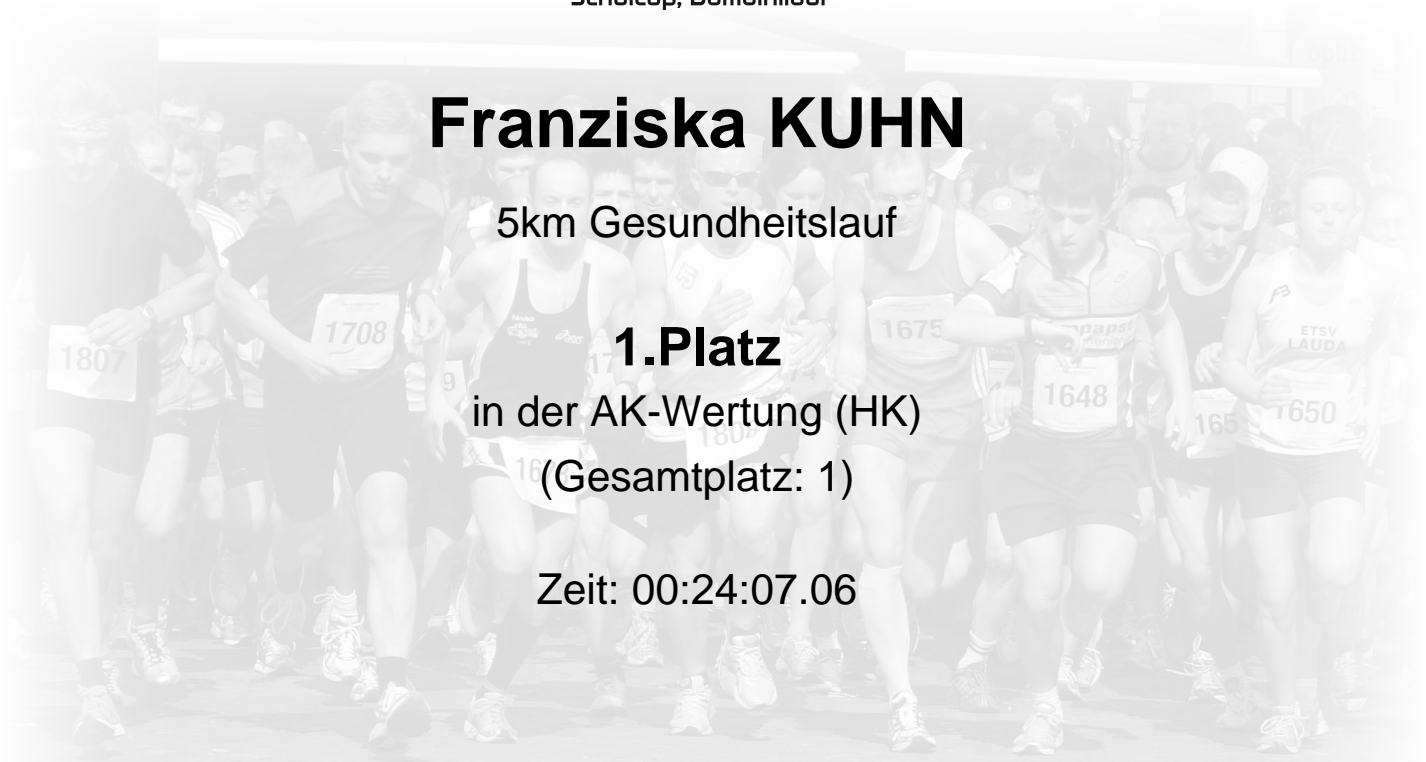 Franziska KUHN
5km Gesundheitslauf
1.Platz
in der AK-Wertung (HK)
(Gesamtplatz: 1)
Zeit: 00:24:07.06
1807
1708
1675
1648
165
1650
ETSV
LAUDA